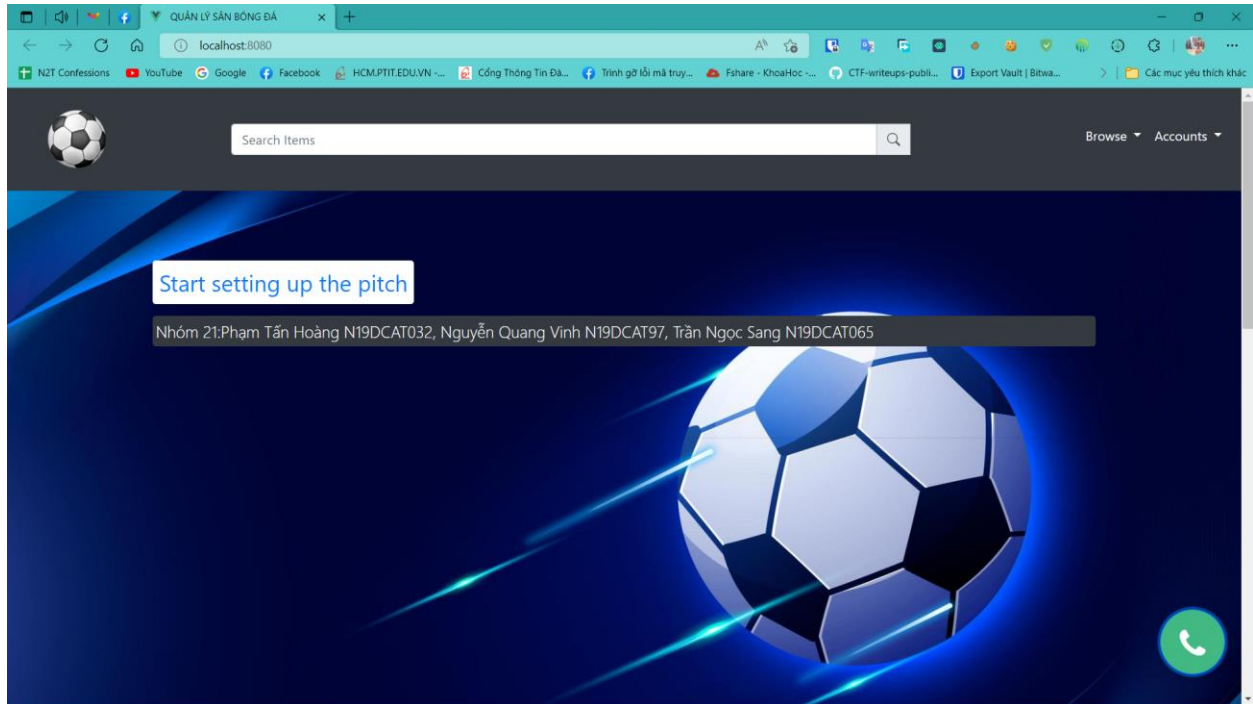 QUẢN LÝ SÂN BÓNG ĐÁ
localhost:8080
N2T Confessions YouTube Google Facebook HCM.PTIT.EDU.VN -... Cổng Thông Tin Đà... Trình gỡ lỗi mã truy... Fshare - KhoaHoc -... CTF-writeups-publi... Export Vault | Bitwa... Các mục yêu thích khác
Search Items
Browse Accounts
Start setting up the pitch
Nhóm 21:Phạm Tấn Hoàng N19DCAT032, Nguyễn Quang Vinh N19DCAT97, Trần Ngọc Sang N19DCAT065